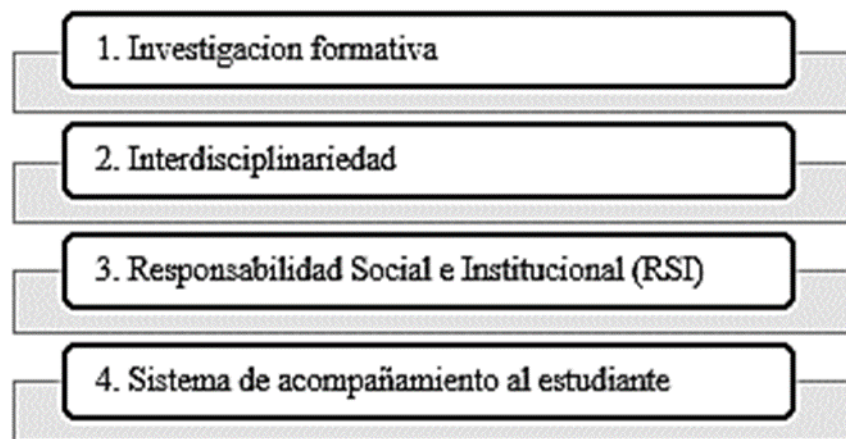 1. Investigacion formativa
2. Interdisciplinariedad
3. Responsabilidad Social e Institucional (RSI)
4. Sistema de acompañamiento al estudiante